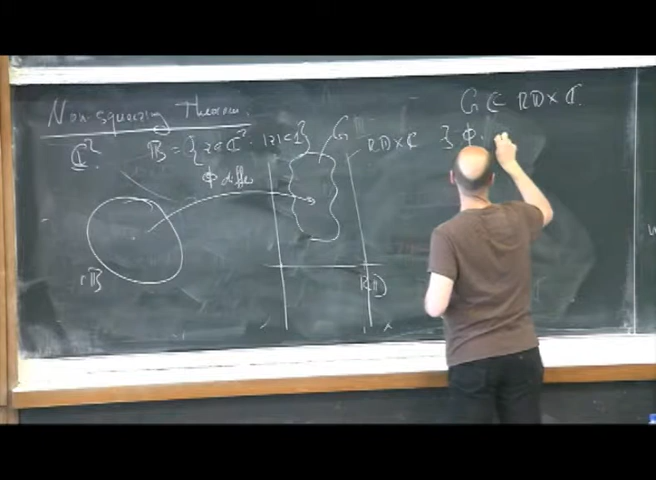 Non-squeezing Theorem
ℂ² 𝔹 = {z ∈ ℂ² : |z| < 1}
G ⊂ R𝔻 × ℂ.
G
R𝔻 × ℂ
∃ Φ :
Φ diffeo
r𝔹
R𝔻